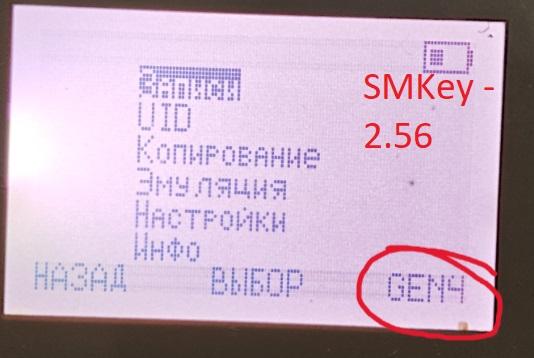 SMKey -
2.56
Записи
UID
Копирование
Эмуляция
Настройки
Инфо
НАЗАД ВЫБОР GEN4